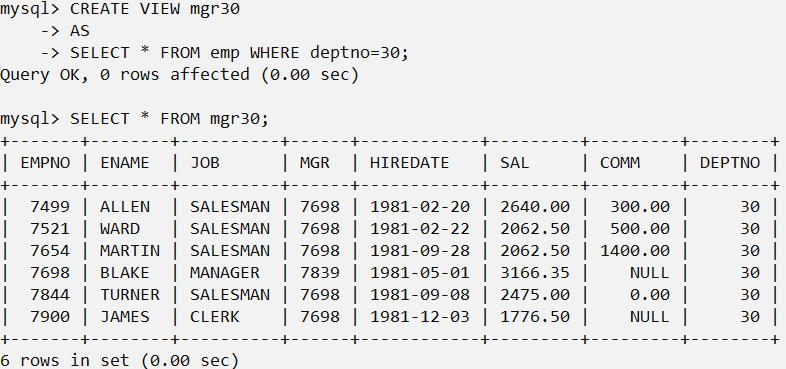 mysql> CREATE VIEW mgr30
    -> AS
    -> SELECT * FROM emp WHERE deptno=30;
Query OK, 0 rows affected (0.00 sec)

mysql> SELECT * FROM mgr30;
+-------+--------+----------+------+------------+---------+---------+--------+
| EMPNO | ENAME  | JOB      | MGR  | HIREDATE   | SAL     | COMM    | DEPTNO |
+-------+--------+----------+------+------------+---------+---------+--------+
|  7499 | ALLEN  | SALESMAN | 7698 | 1981-02-20 | 2640.00 |  300.00 |     30 |
|  7521 | WARD   | SALESMAN | 7698 | 1981-02-22 | 2062.50 |  500.00 |     30 |
|  7654 | MARTIN | SALESMAN | 7698 | 1981-09-28 | 2062.50 | 1400.00 |     30 |
|  7698 | BLAKE  | MANAGER  | 7839 | 1981-05-01 | 3166.35 |    NULL |     30 |
|  7844 | TURNER | SALESMAN | 7698 | 1981-09-08 | 2475.00 |    0.00 |     30 |
|  7900 | JAMES  | CLERK    | 7698 | 1981-12-03 | 1776.50 |    NULL |     30 |
+-------+--------+----------+------+------------+---------+---------+--------+
6 rows in set (0.00 sec)